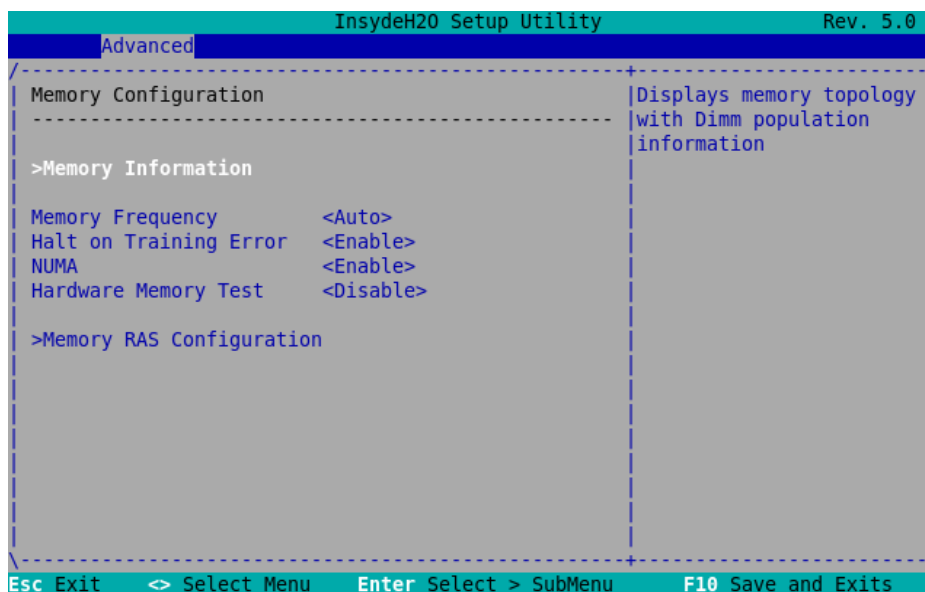 InsydeH2O Setup Utility Rev. 5.0
Advanced
/----------------------------------------------------+-------------------------
| Memory Configuration |Displays memory topology
| -------------------------------------------------- |with Dimm population
| |information
| >Memory Information |
| Memory Frequency <Auto> |
| Halt on Training Error <Enable> |
| NUMA <Enable> |
| Hardware Memory Test <Disable> |
| >Memory RAS Configuration |
\----------------------------------------------------+-------------------------
Esc Exit <> Select Menu Enter Select > SubMenu F10 Save and Exits